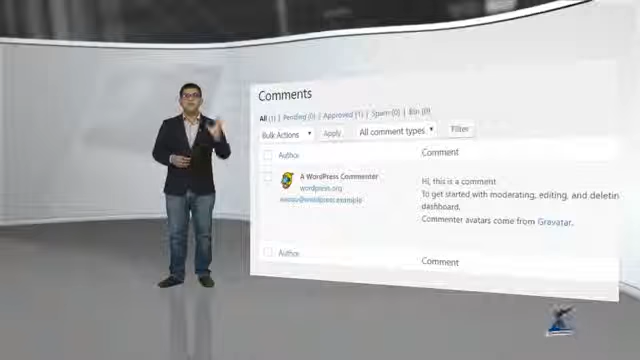 Comments
All (1) | Pending (0) | Approved (1) | Spam (0) | Bin (0)
Bulk Actions Apply All comment types Filter
Author Comment
A WordPress Commenter
wordpress.org
Hi, this is a comment
To get started with moderating, editing, and deletin
dashboard.
Commenter avatars come from Gravatar.
Author Comment